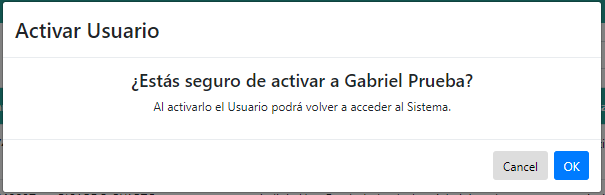 Activar Usuario
¿Estás seguro de activar a Gabriel Prueba?
Al activarlo el Usuario podrá volver a acceder al Sistema.
Cancel
OK